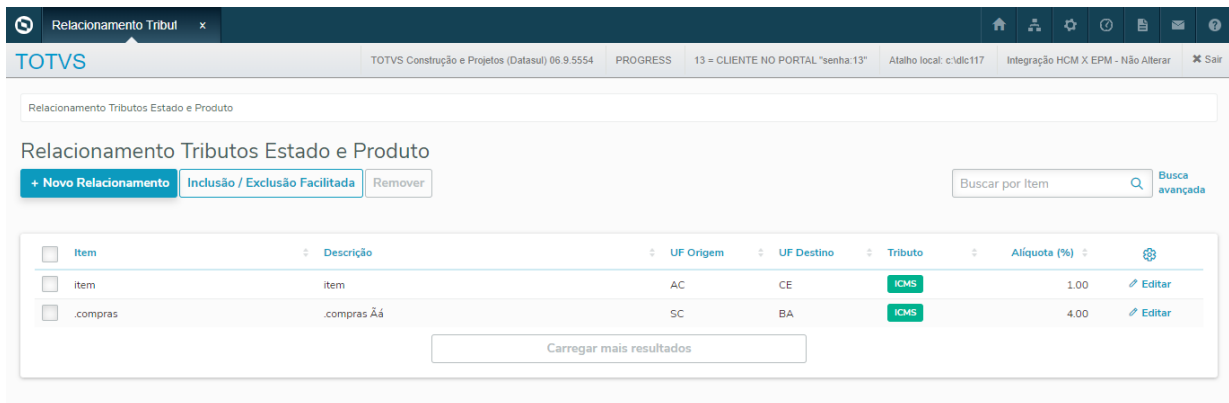 Relacionamento Tribut x
TOTVS TOTVS Construção e Projetos (Datasul) 06.9.5554 PROGRESS 13 = CLIENTE NO PORTAL "senha:13" Atalho local: c:\dlc117 Integração HCM X EPM - Não Alterar ✖ Sair
Relacionamento Tributos Estado e Produto
Relacionamento Tributos Estado e Produto
+ Novo Relacionamento Inclusão / Exclusão Facilitada Remover Buscar por Item Busca avançada
Item Descrição UF Origem UF Destino Tributo Alíquota (%)
item item AC CE ICMS 1.00 Editar
.compras .compras Ãá SC BA ICMS 4.00 Editar
Carregar mais resultados